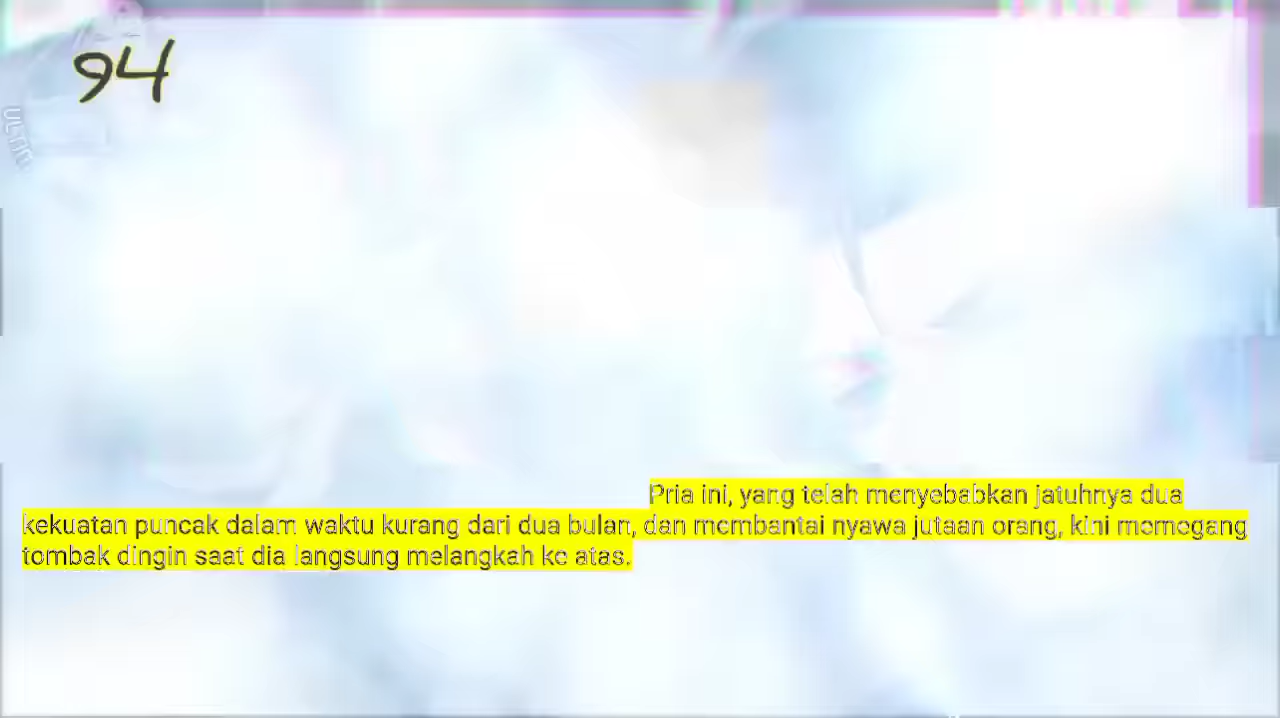 94
Pria ini, yang telah menyebabkan jatuhnya dua
kekuatan puncak dalam waktu kurang dari dua bulan, dan membantai nyawa jutaan orang, kini memegang
tombak dingin saat dia langsung melangkah ke atas.